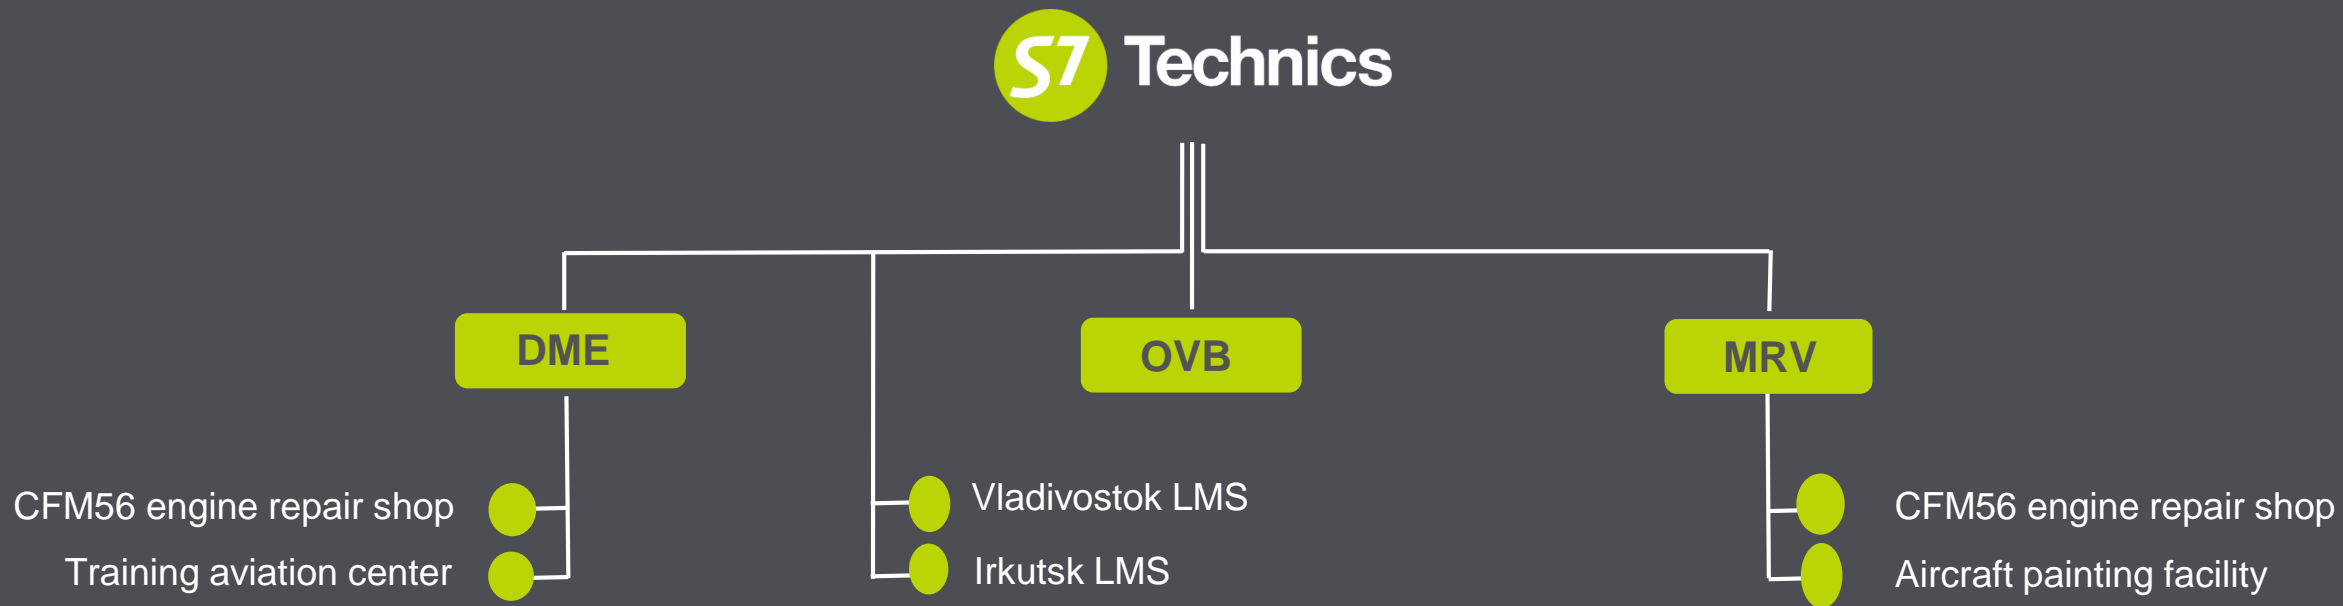 S7 Technics
DME
OVB
MRV
CFM56 engine repair shop
Training aviation center
Vladivostok LMS
Irkutsk LMS
CFM56 engine repair shop
Aircraft painting facility